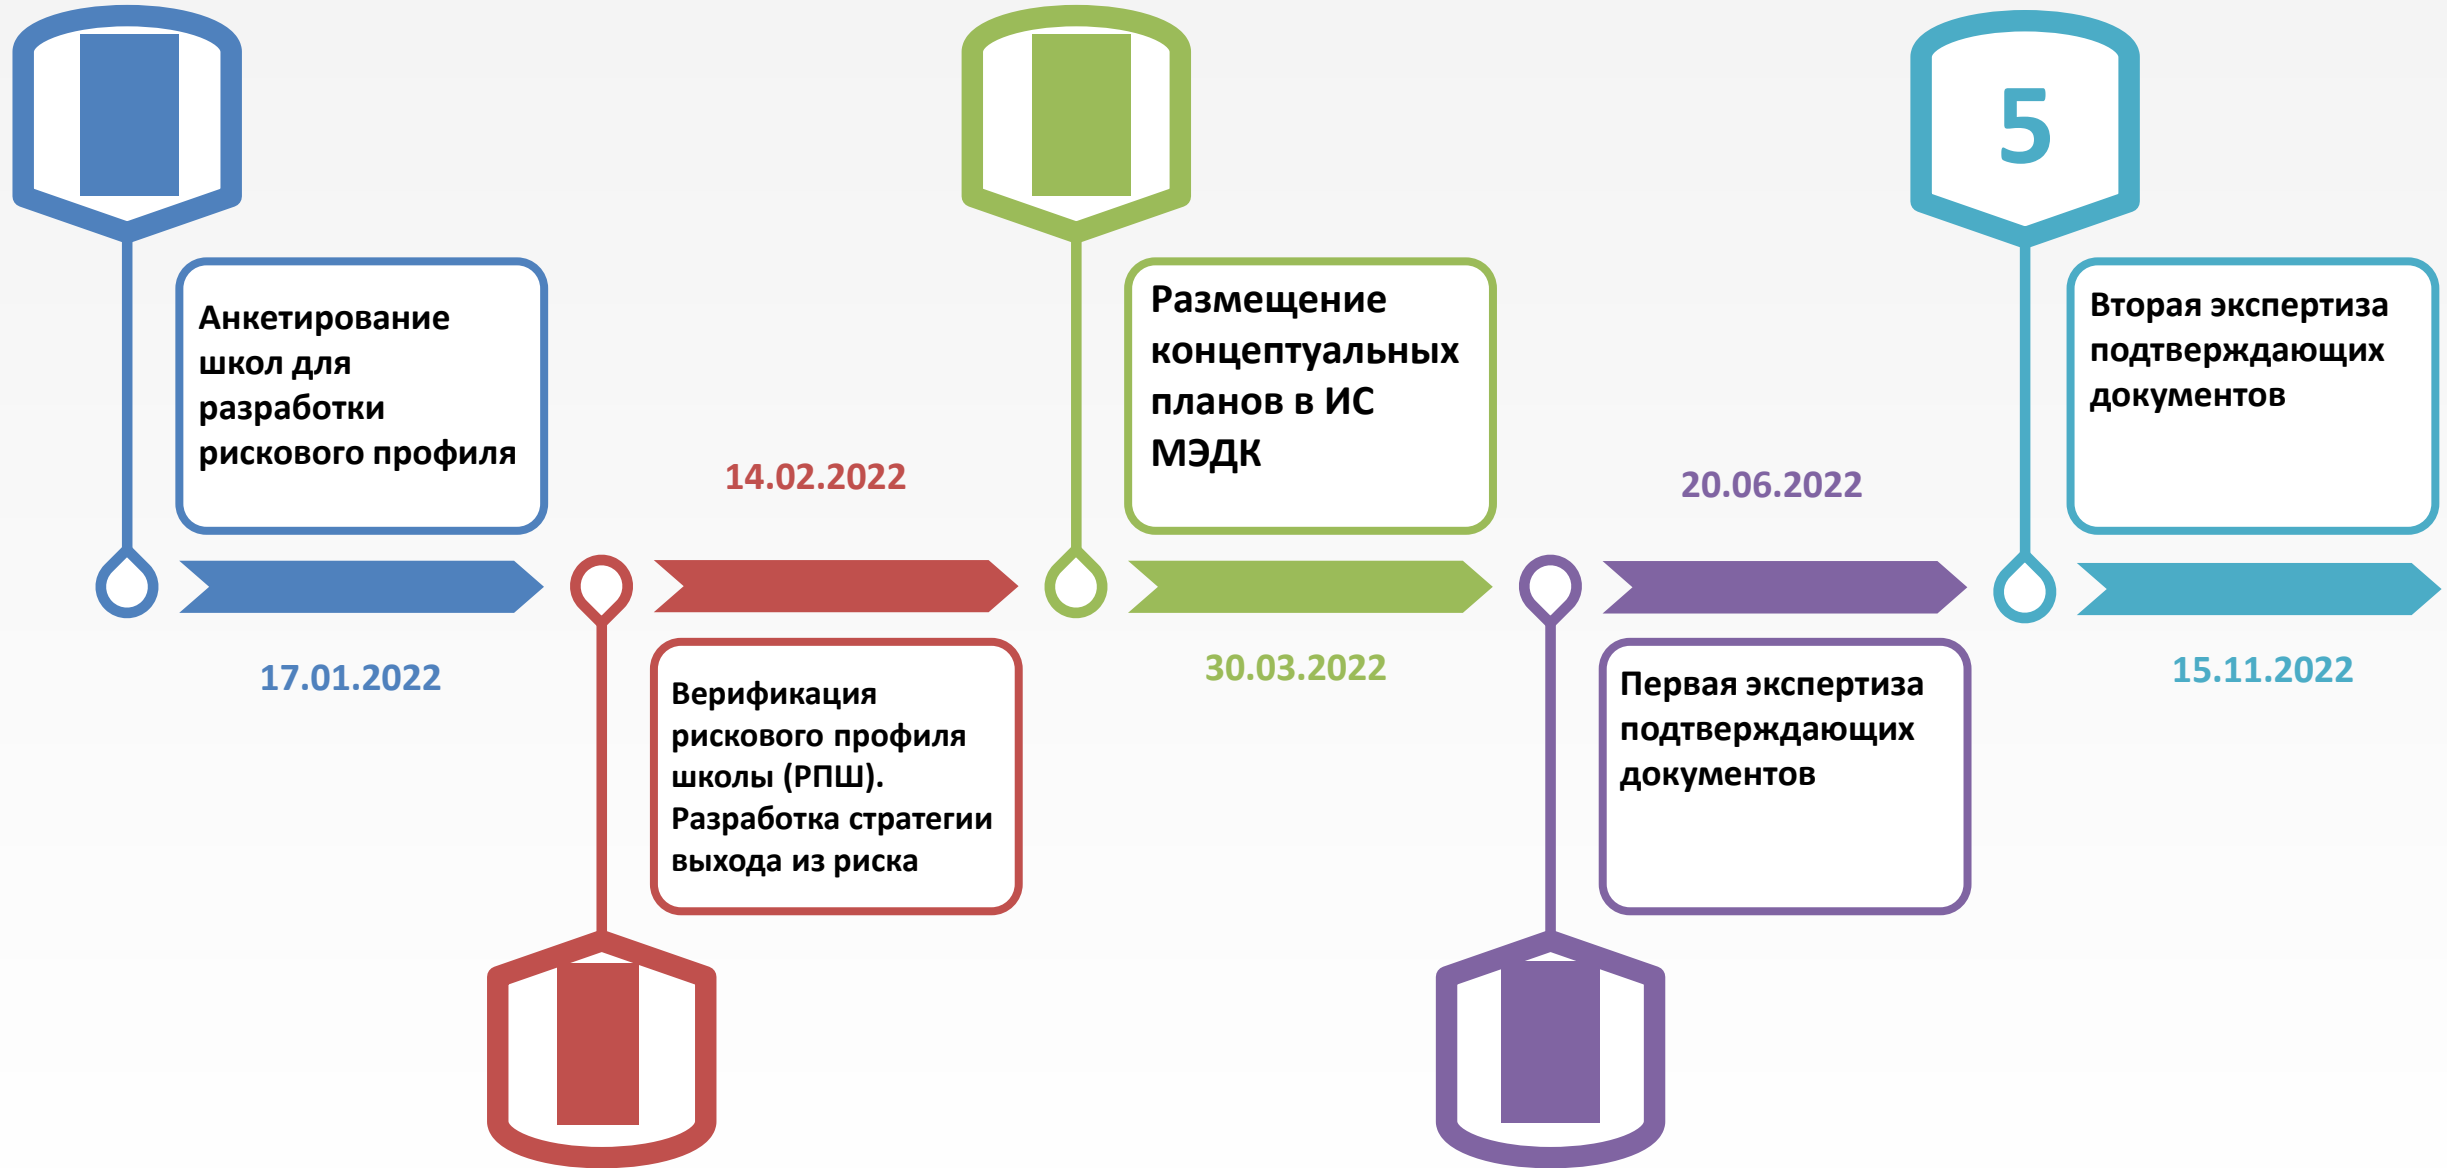 Анкетирование
школ для
разработки
рискового профиля
17.01.2022
14.02.2022
Верификация
рискового профиля
школы (РПШ).
Разработка стратегии
выхода из риска
Размещение
концептуальных
планов в ИС
МЭДК
30.03.2022
20.06.2022
Первая экспертиза
подтверждающих
документов
5
Вторая экспертиза
подтверждающих
документов
15.11.2022